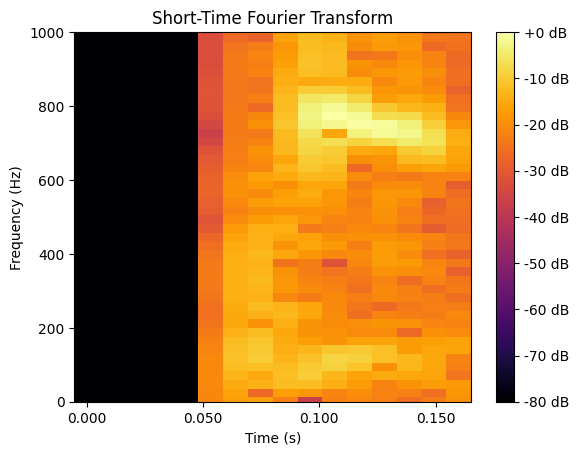 Short-Time Fourier Transform
1000
800
600
400
200
0
Frequency (Hz)
0.000
0.050
0.100
0.150
Time (s)
+0 dB
-10 dB
-20 dB
-30 dB
-40 dB
-50 dB
-60 dB
-70 dB
-80 dB